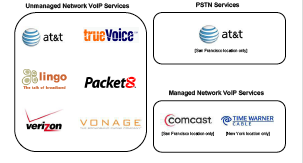 Unmanaged Network VoIP Services
at&t
trueVoice
lingo
The talk of broadband
Packet8
verizon
VONAGE
PSTN Services
at&t
[San Francisco location only]
Managed Network VoIP Services
COMCAST
[San Francisco location only]
TIME WARNER
CABLE
[New York location only]